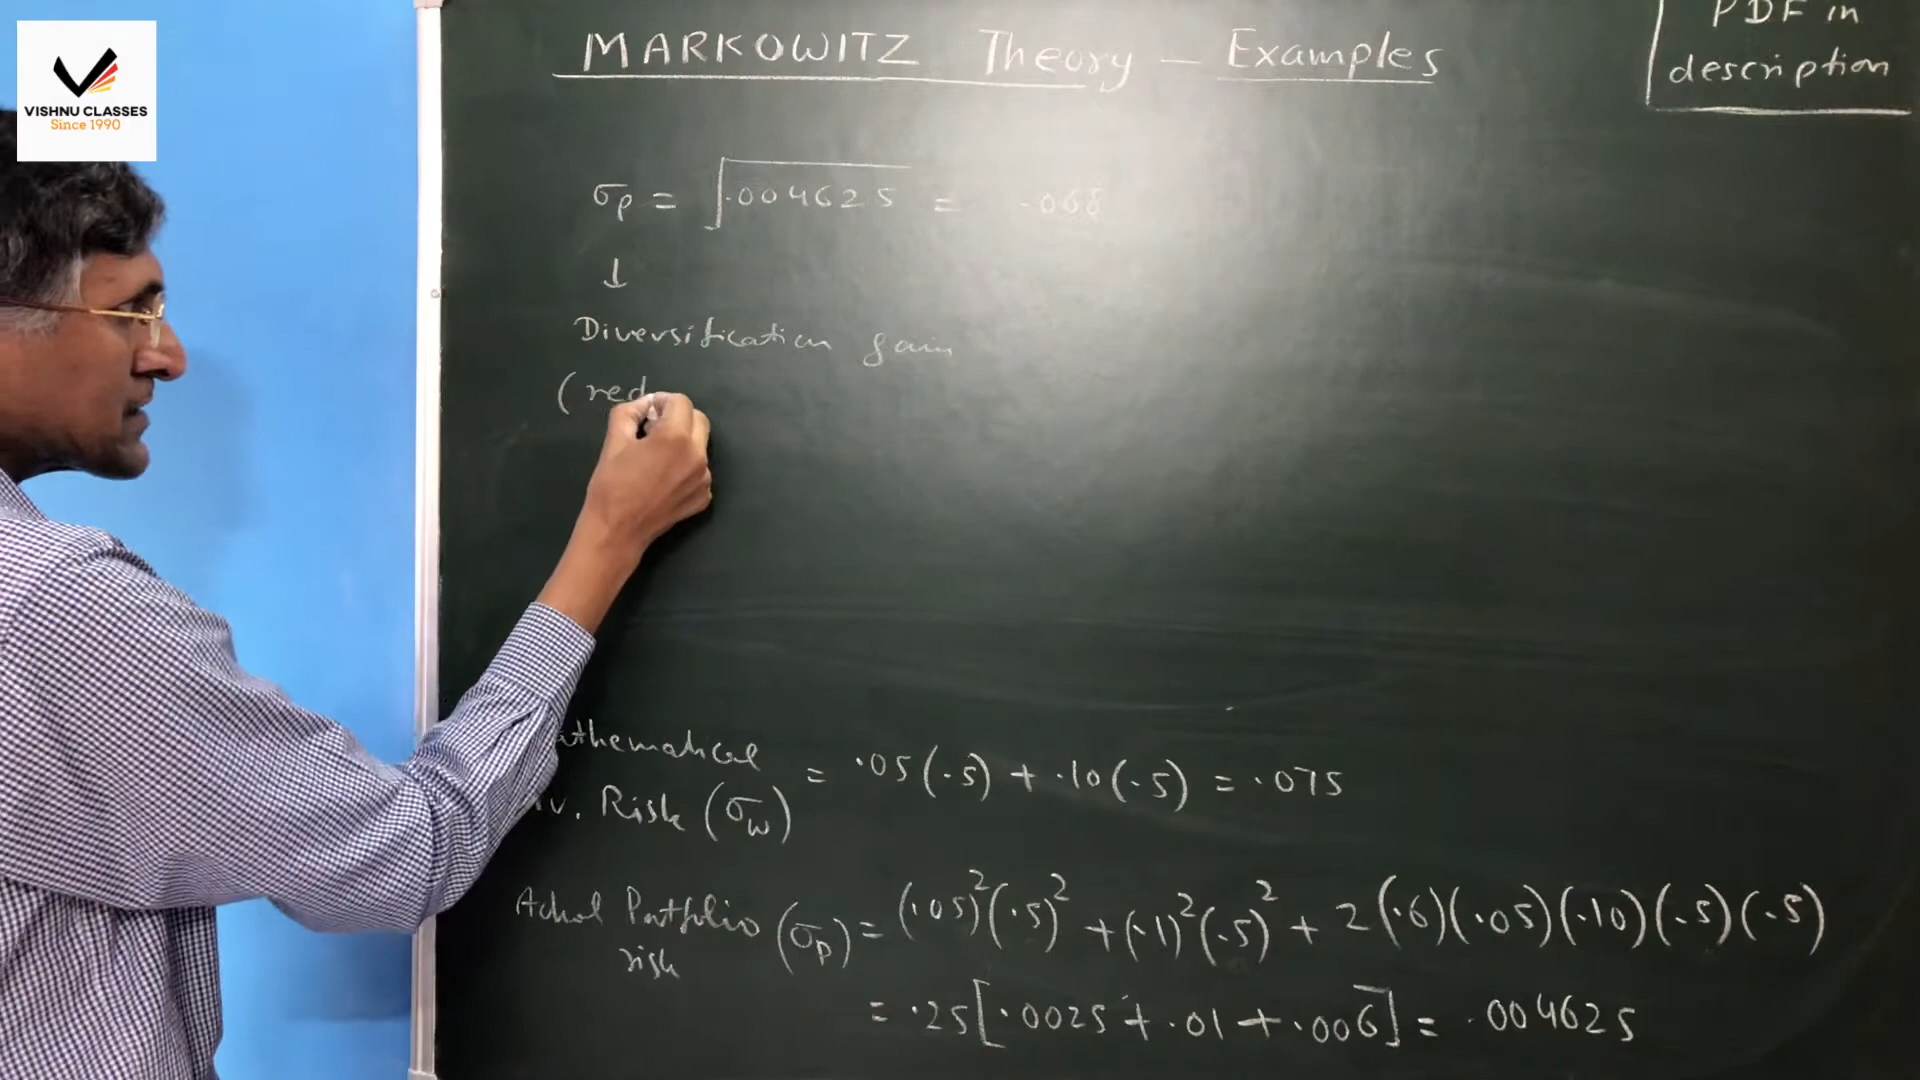 VISHNU CLASSES
Since 1990
MARKOWITZ Theory — Examples
PDF in
description
σp = √.004625 = .068
↓
Diversification gain
(red
athematical
v. Risk (σw) = .05(.5) + .10(.5) = .075
Actual Portfolio
risk (σp) = (.05)²(.5)² + (.1)²(.5)² + 2(.6)(.05)(.10)(.5)(.5)
= .25[.0025 + .01 + .006] = .004625